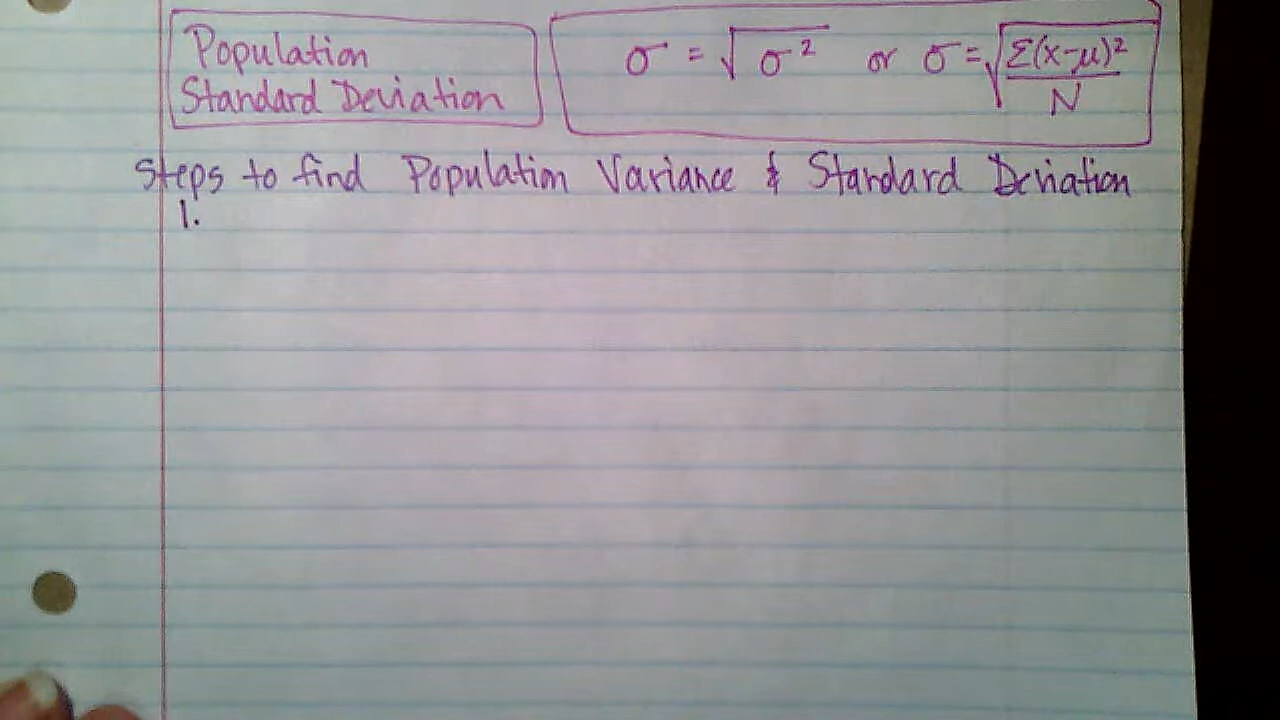 Population
Standard Deviation
σ = √σ² or σ = √(Σ(x-μ)²/N)
Steps to find Population Variance & Standard Deviation
1.